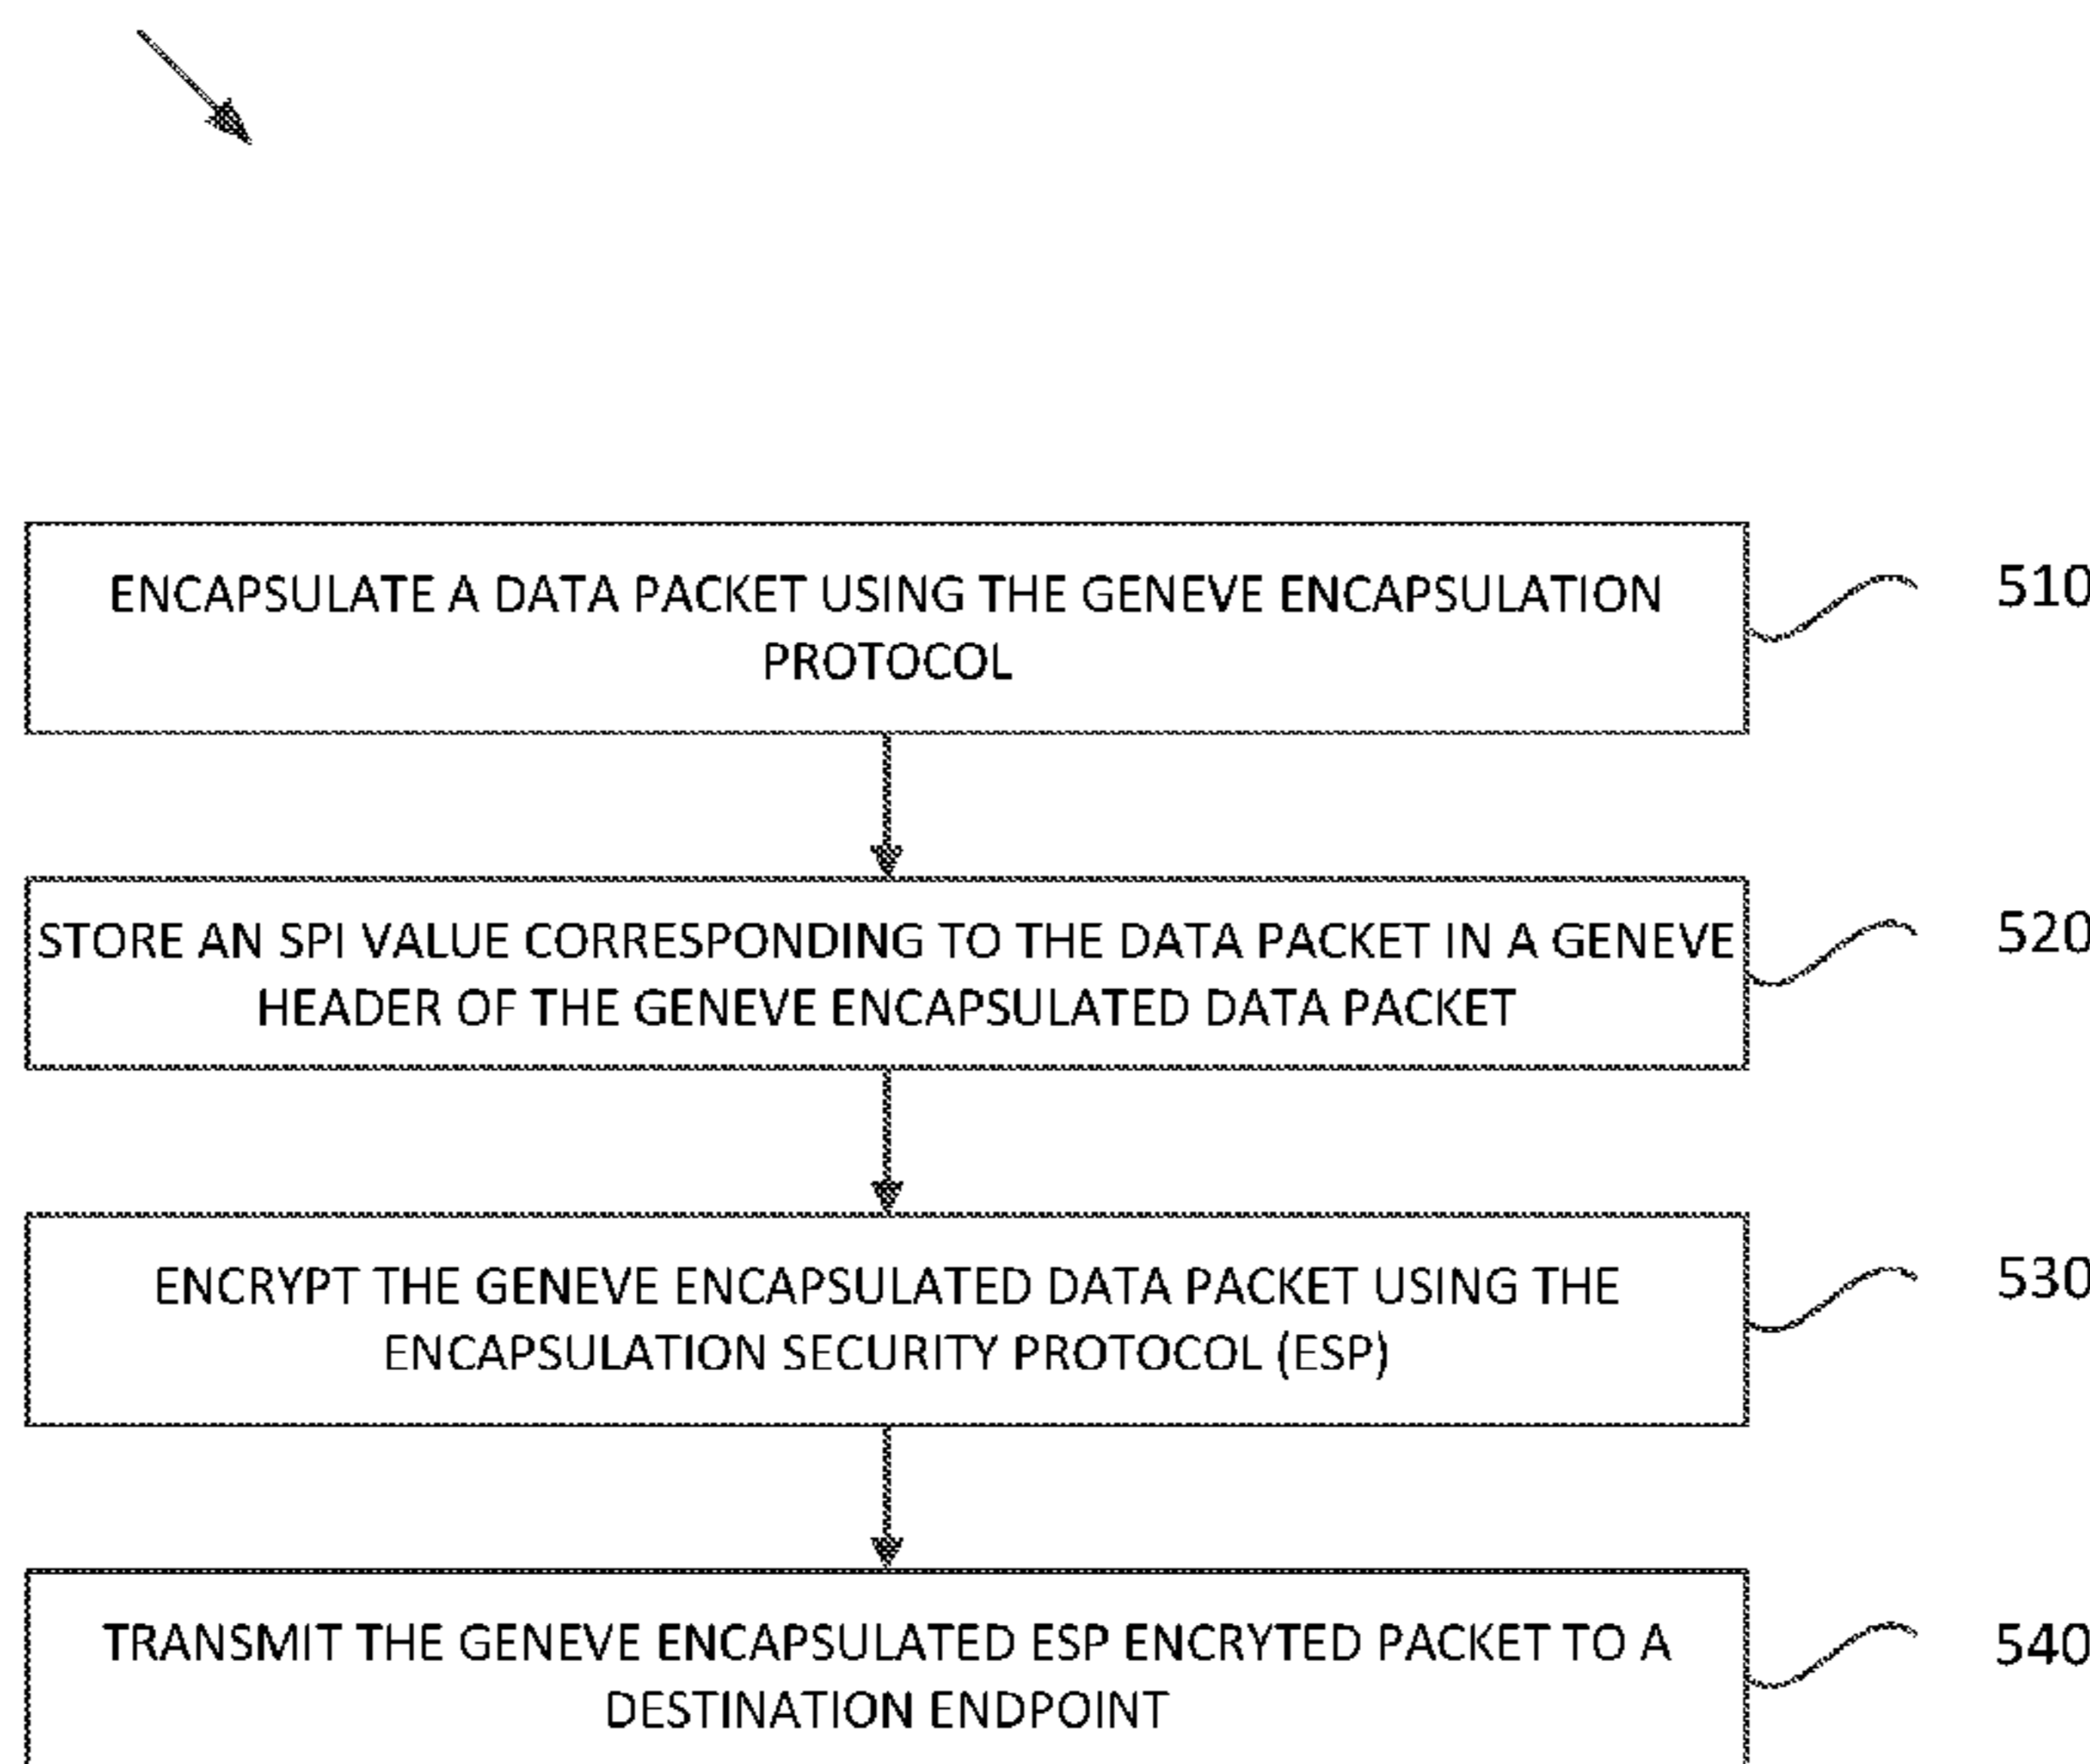 ENCAPSULATE A DATA PACKET USING THE GENEVE ENCAPSULATION
PROTOCOL
510
STORE AN SPI VALUE CORRESPONDING TO THE DATA PACKET IN A GENEVE
HEADER OF THE GENEVE ENCAPSULATED DATA PACKET
520
ENCRYPT THE GENEVE ENCAPSULATED DATA PACKET USING THE
ENCAPSULATION SECURITY PROTOCOL (ESP)
530
TRANSMIT THE GENEVE ENCAPSULATED ESP ENCRYTED PACKET TO A
DESTINATION ENDPOINT
540